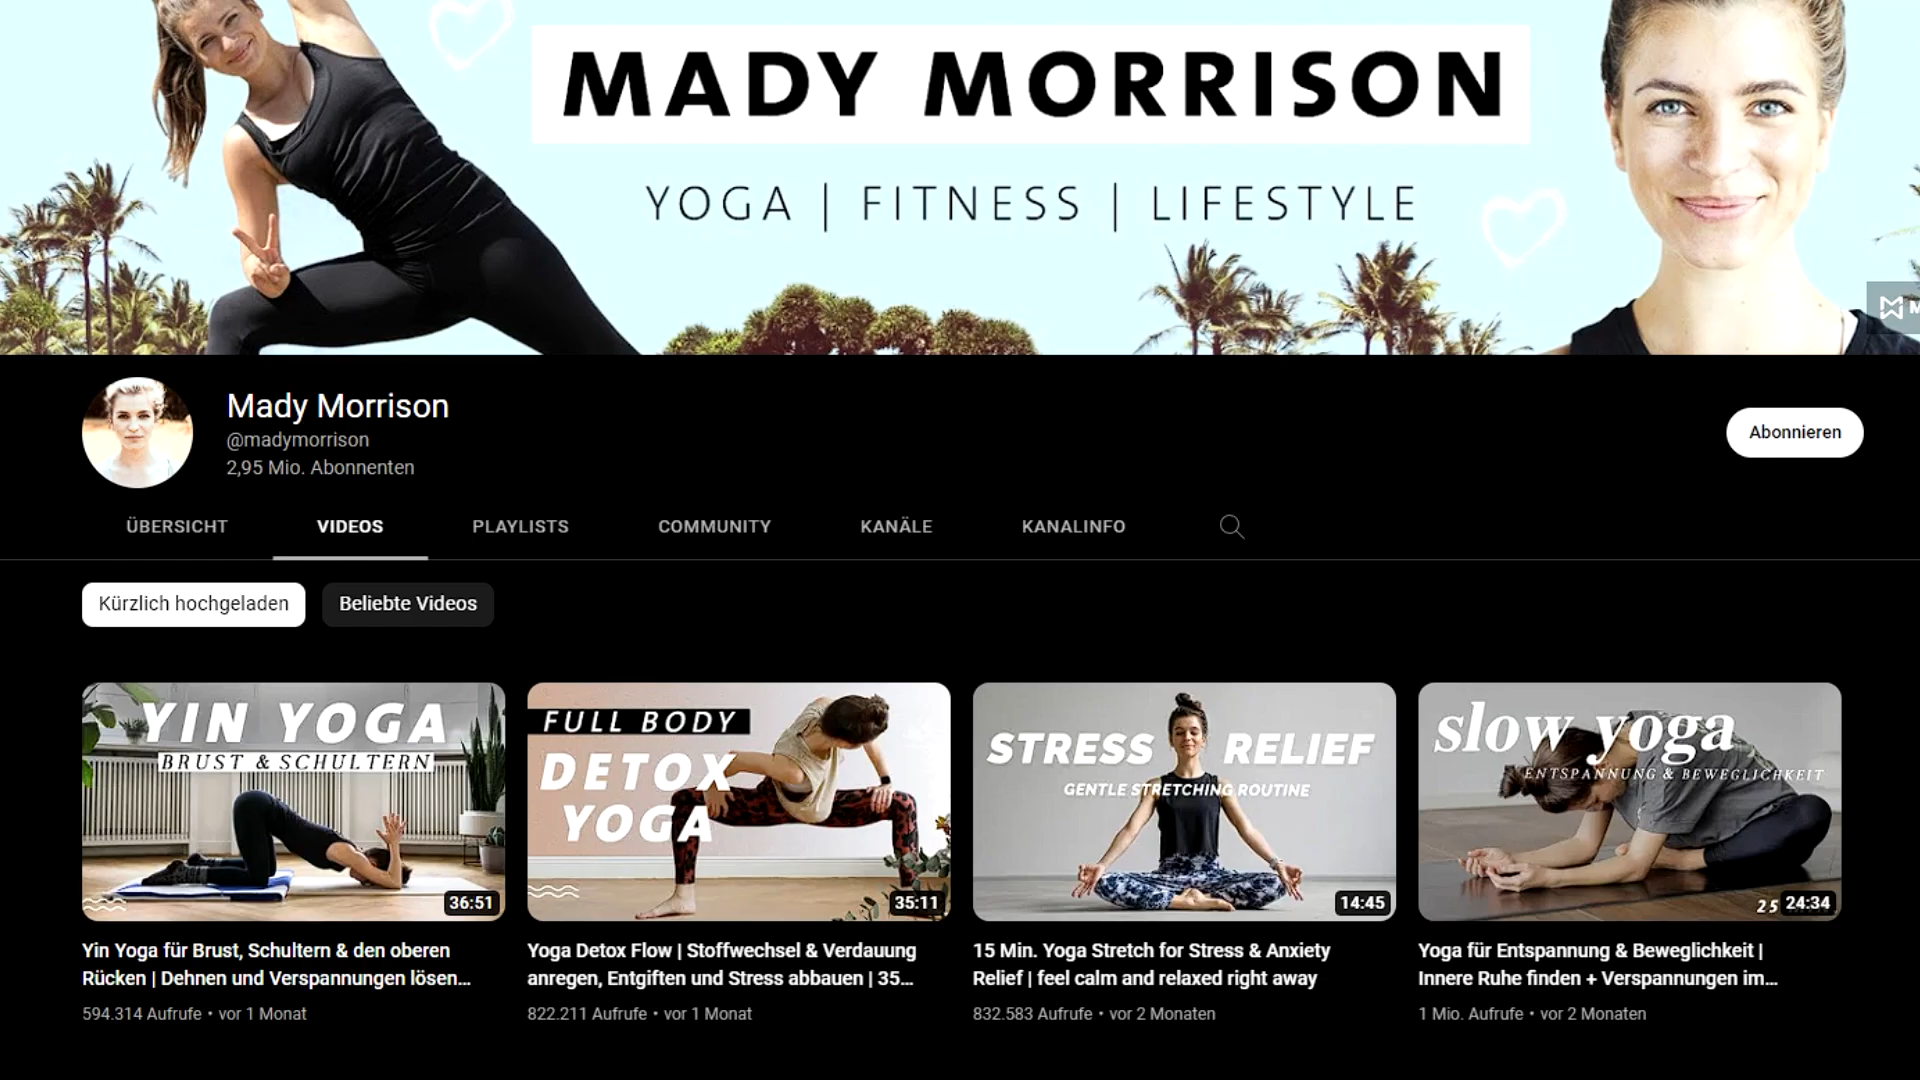 MADY MORRISON
YOGA | FITNESS | LIFESTYLE
M
Mady Morrison
@madymorrison
2,95 Mio. Abonnenten
Abonnieren
ÜBERSICHT
VIDEOS
PLAYLISTS
COMMUNITY
KANÄLE
KANALINFO
Kürzlich hochgeladen
Beliebte Videos
YIN YOGA
BRUST & SCHULTERN
36:51
FULL BODY
DETOX
YOGA
35:11
STRESS RELIEF
GENTLE STRETCHING ROUTINE
14:45
slow yoga
ENTSPANNUNG & BEWEGLICHKEIT
25
24:34
Yin Yoga für Brust, Schultern & den oberen
Rücken | Dehnen und Verspannungen lösen...
594.314 Aufrufe • vor 1 Monat
Yoga Detox Flow | Stoffwechsel & Verdauung
anregen, Entgiften und Stress abbauen | 35...
822.211 Aufrufe • vor 1 Monat
15 Min. Yoga Stretch for Stress & Anxiety
Relief | feel calm and relaxed right away
832.583 Aufrufe • vor 2 Monaten
Yoga für Entspannung & Beweglichkeit |
Innere Ruhe finden + Verspannungen im...
1 Mio. Aufrufe • vor 2 Monaten